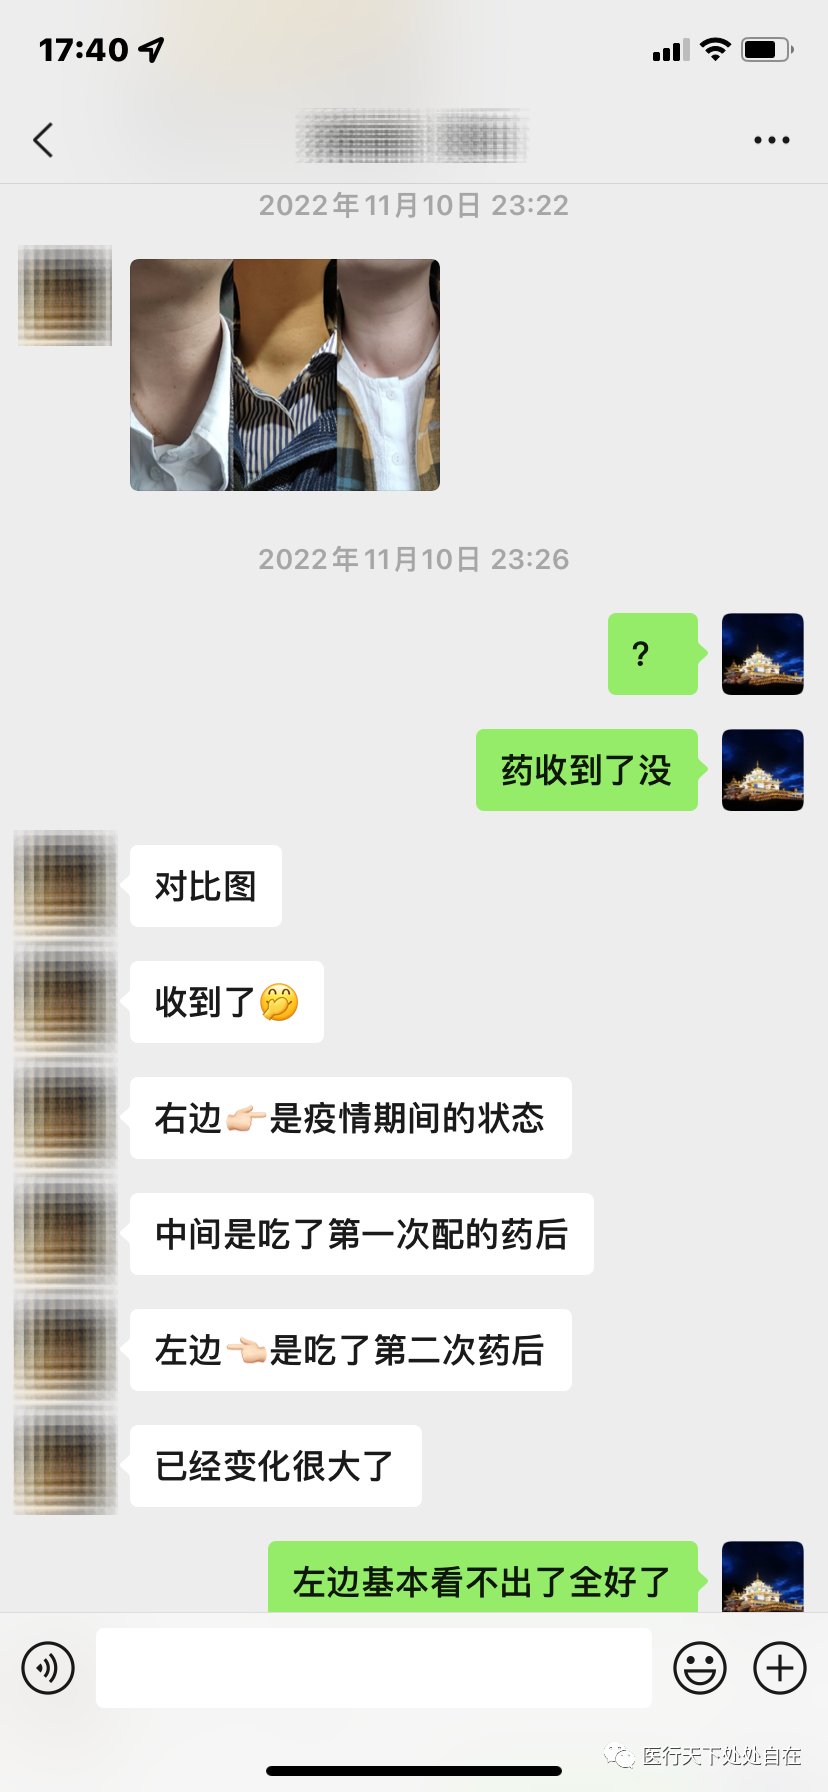 17:40
2022年11月10日 23:22
2022年11月10日 23:26
?
药收到了没
对比图
收到了🤭
右边👉🏻是疫情期间的状态
中间是吃了第一次配的药后
左边👈🏻是吃了第二次药后
已经变化很大了
左边基本看不出了全好了
医行天下处处自在